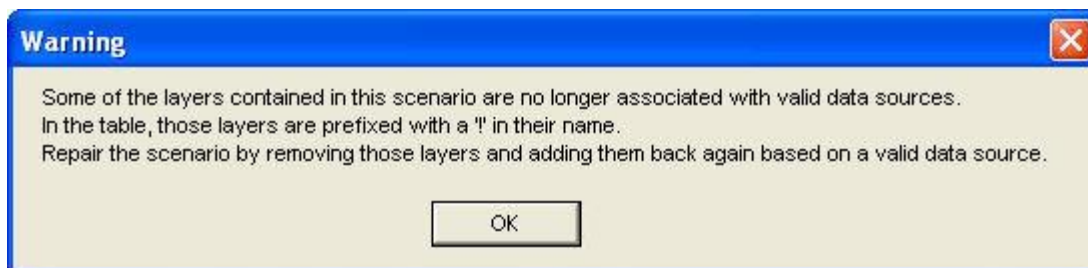 Warning
Some of the layers contained in this scenario are no longer associated with valid data sources.
In the table, those layers are prefixed with a '!' in their name.
Repair the scenario by removing those layers and adding them back again based on a valid data source.
OK